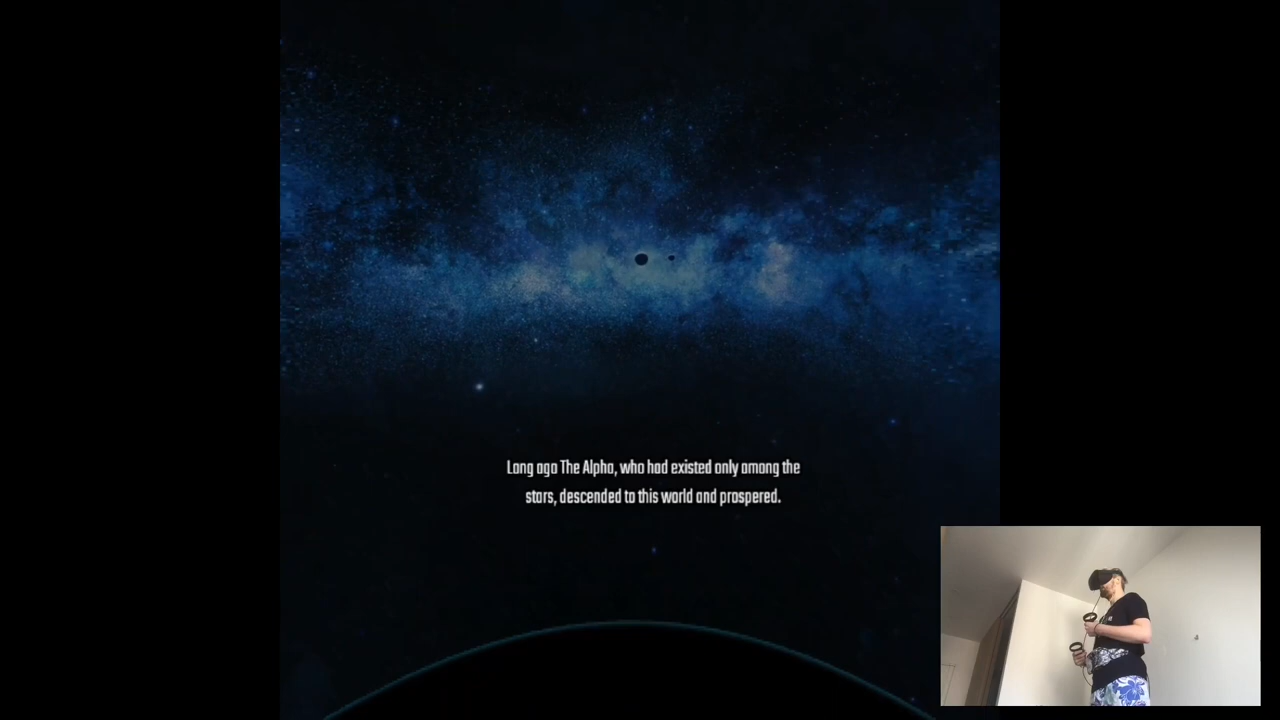 Long ago The Alpha, who had existed only among the
stars, descended to this world and prospered.